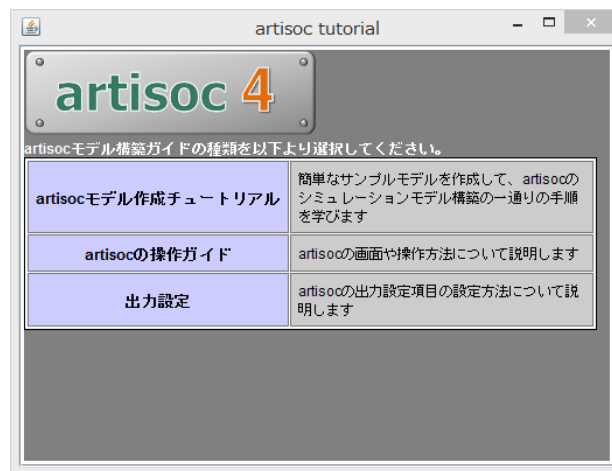 artisoc tutorial
artisoc 4
artisocモデル構築ガイドの種類を以下より選択してください。
artisocモデル作成チュートリアル
簡単なサンプルモデルを作成して、artisocの
シミュレーションモデル構築の一通りの手順
を学びます
artisocの操作ガイド
artisocの画面や操作方法について説明します
出力設定
artisocの出力設定項目の設定方法について説
明します